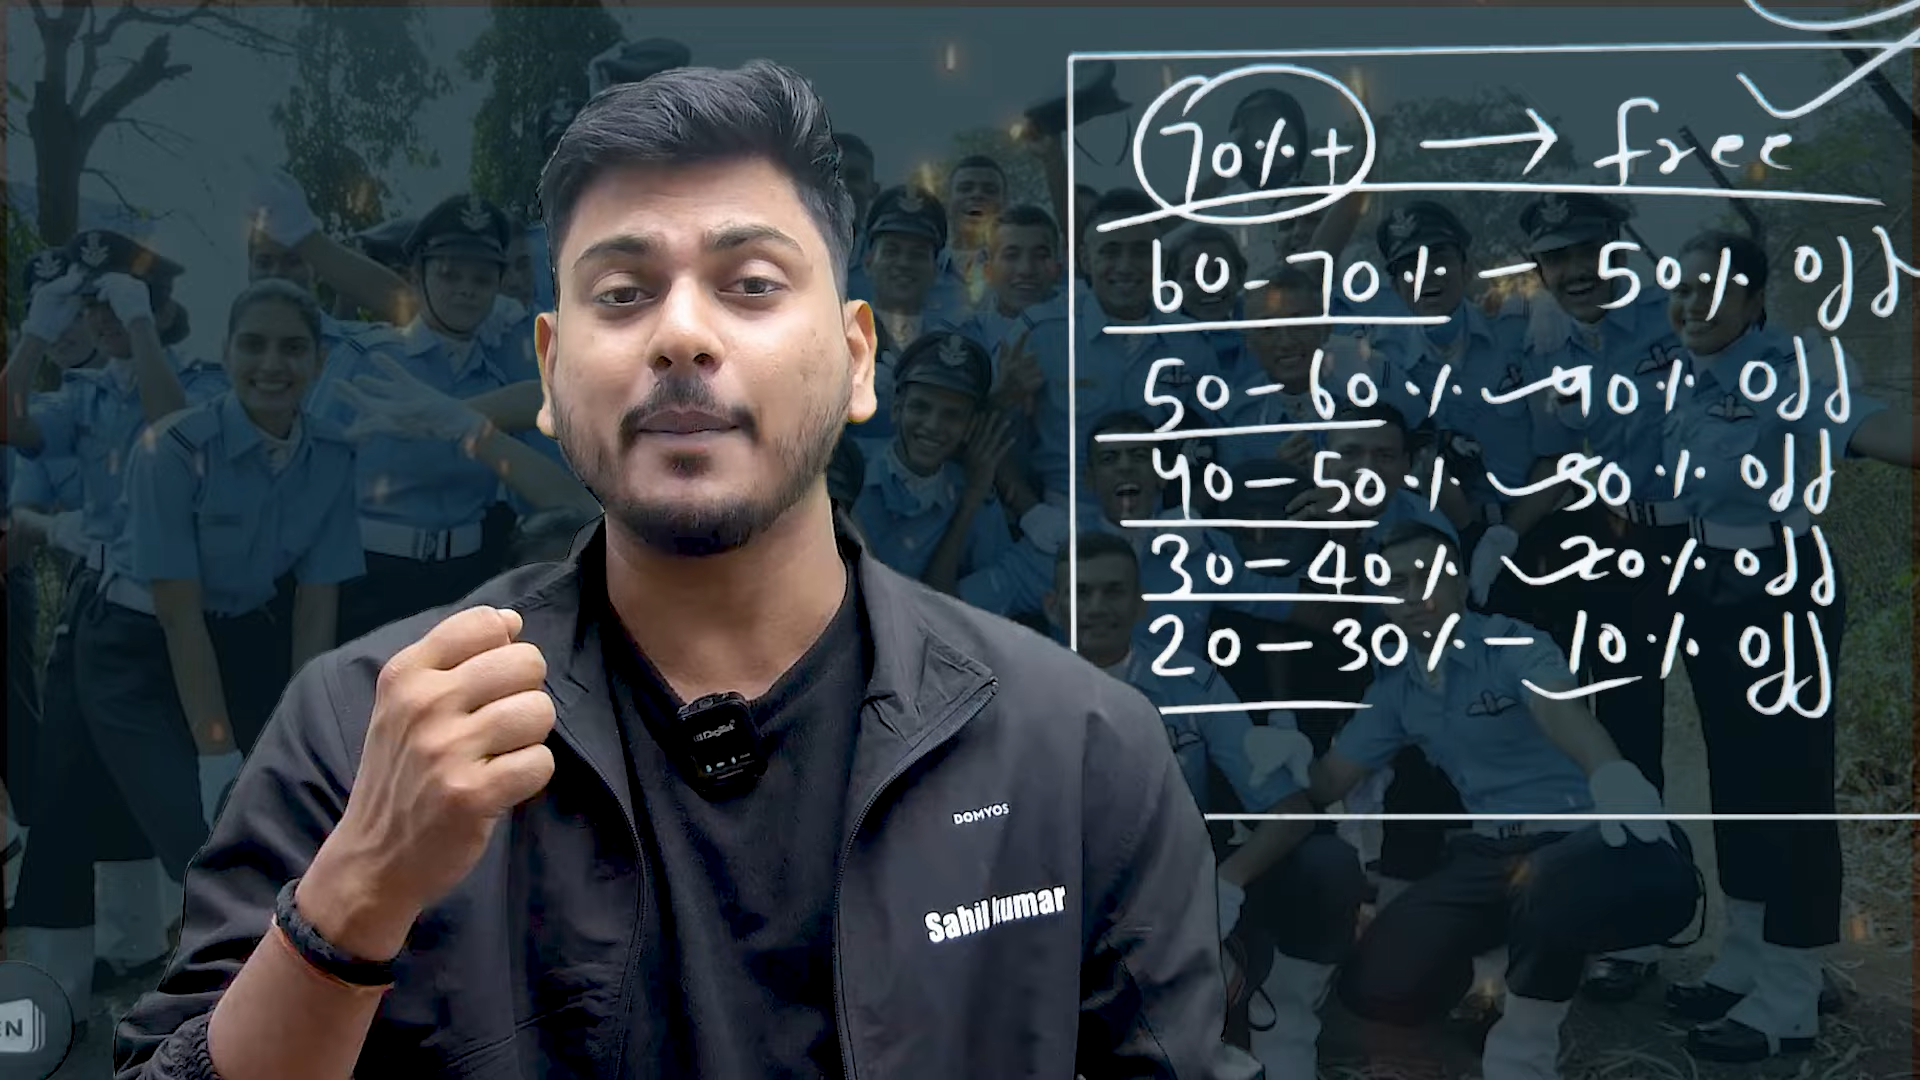 70%+ → free
60-70% - 50% off
50-60% 40% off
40-50% 30% off
30-40% 20% off
20-30% - 10% off
DOMYOS
Sahil kumar
EN